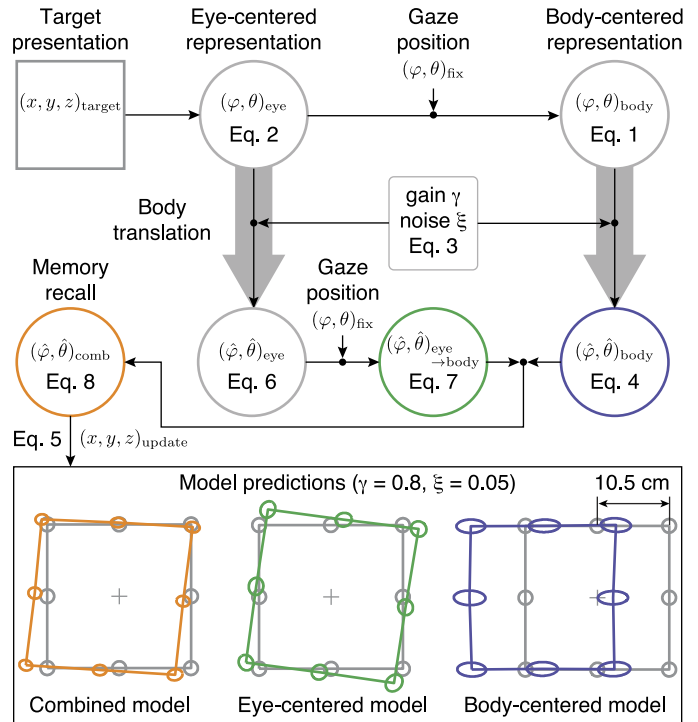 Target presentation
Eye-centered representation
Gaze position
Body-centered representation
(φ, θ)fix
(x, y, z)target
(φ, θ)eye
Eq. 2
(φ, θ)body
Eq. 1
Body translation
gain γ
noise ξ
Eq. 3
Memory recall
Gaze position
(φ, θ)fix
(φ̂, θ̂)comb
Eq. 8
(φ̂, θ̂)eye
Eq. 6
(φ̂, θ̂)eye
→body
Eq. 7
(φ̂, θ̂)body
Eq. 4
Eq. 5
(x, y, z)update
Model predictions (γ = 0.8, ξ = 0.05)
10.5 cm
Combined model
Eye-centered model
Body-centered model